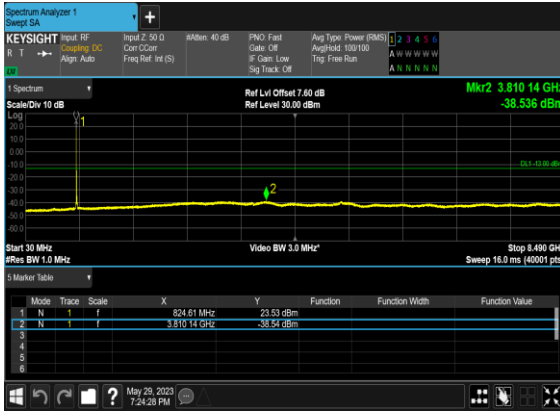 Spectrum Analyzer 1
Swept SA
+
KEYSIGHT Input: RF Input Z: 50 Ω #Atten: 40 dB PNO: Fast Avg Type: Power (RMS) 1 2 3 4 5 6
R T Coupling: DC Corr CCorr Gate: Off Avg|Hold: 100/100 A W W W W W
Align: Auto Freq Ref: Int (S) IF Gain: Low Trig: Free Run
Sig Track: Off A N N N N N
1 Spectrum Ref Lvl Offset 7.60 dB Mkr2 3.810 14 GHz
Scale/Div 10 dB Ref Level 30.00 dBm -38.536 dBm
Log
1
20.0
10.0
0.00
-10.0
DL1 -13.00 dBm
-20.0
-30.0
2
-40.0
-50.0
-60.0
Start 30 MHz Video BW 3.0 MHz* Stop 8.490 GHz
#Res BW 1.0 MHz Sweep 16.0 ms (40001 pts)
5 Marker Table
Mode Trace Scale X Y Function Function Width Function Value
1 N 1 f 824.61 MHz 23.53 dBm
2 N 1 f 3.810 14 GHz -38.54 dBm
3
4
5
6
? May 29, 2023
7:24:28 PM